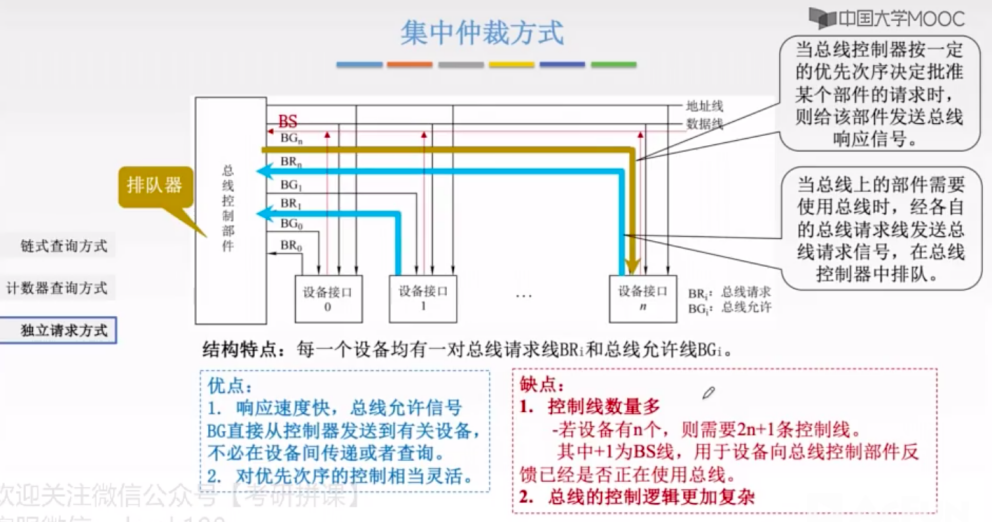 中国大学MOOC
集中仲裁方式
当总线控制器按一定
的优先次序决定批准
某个部件的请求时,
则给该部件发送总线
响应信号。
地址线
BS
数据线
BGn
BRn
总线控制部件
排队器
BG1
BR1
BG0
BR0
当总线上的部件需要
使用总线时,经各自
的总线请求线发送总
线请求信号,在总线
控制器中排队。
链式查询方式
计数器查询方式
独立请求方式
设备接口
0
设备接口
1
…
设备接口
n
BRi:总线请求
BGi:总线允许
结构特点:每一个设备均有一对总线请求线BRi和总线允许线BGi。
优点:
1. 响应速度快,总线允许信号
BG直接从控制器发送到有关设备,
不必在设备间传递或者查询。
2. 对优先次序的控制相当灵活。
缺点:
1. 控制线数量多
-若设备有n个,则需要2n+1条控制线。
其中+1为BS线,用于设备向总线控制部件反
馈已经是否正在使用总线。
2. 总线的控制逻辑更加复杂
欢迎关注微信公众号【考研拼课】